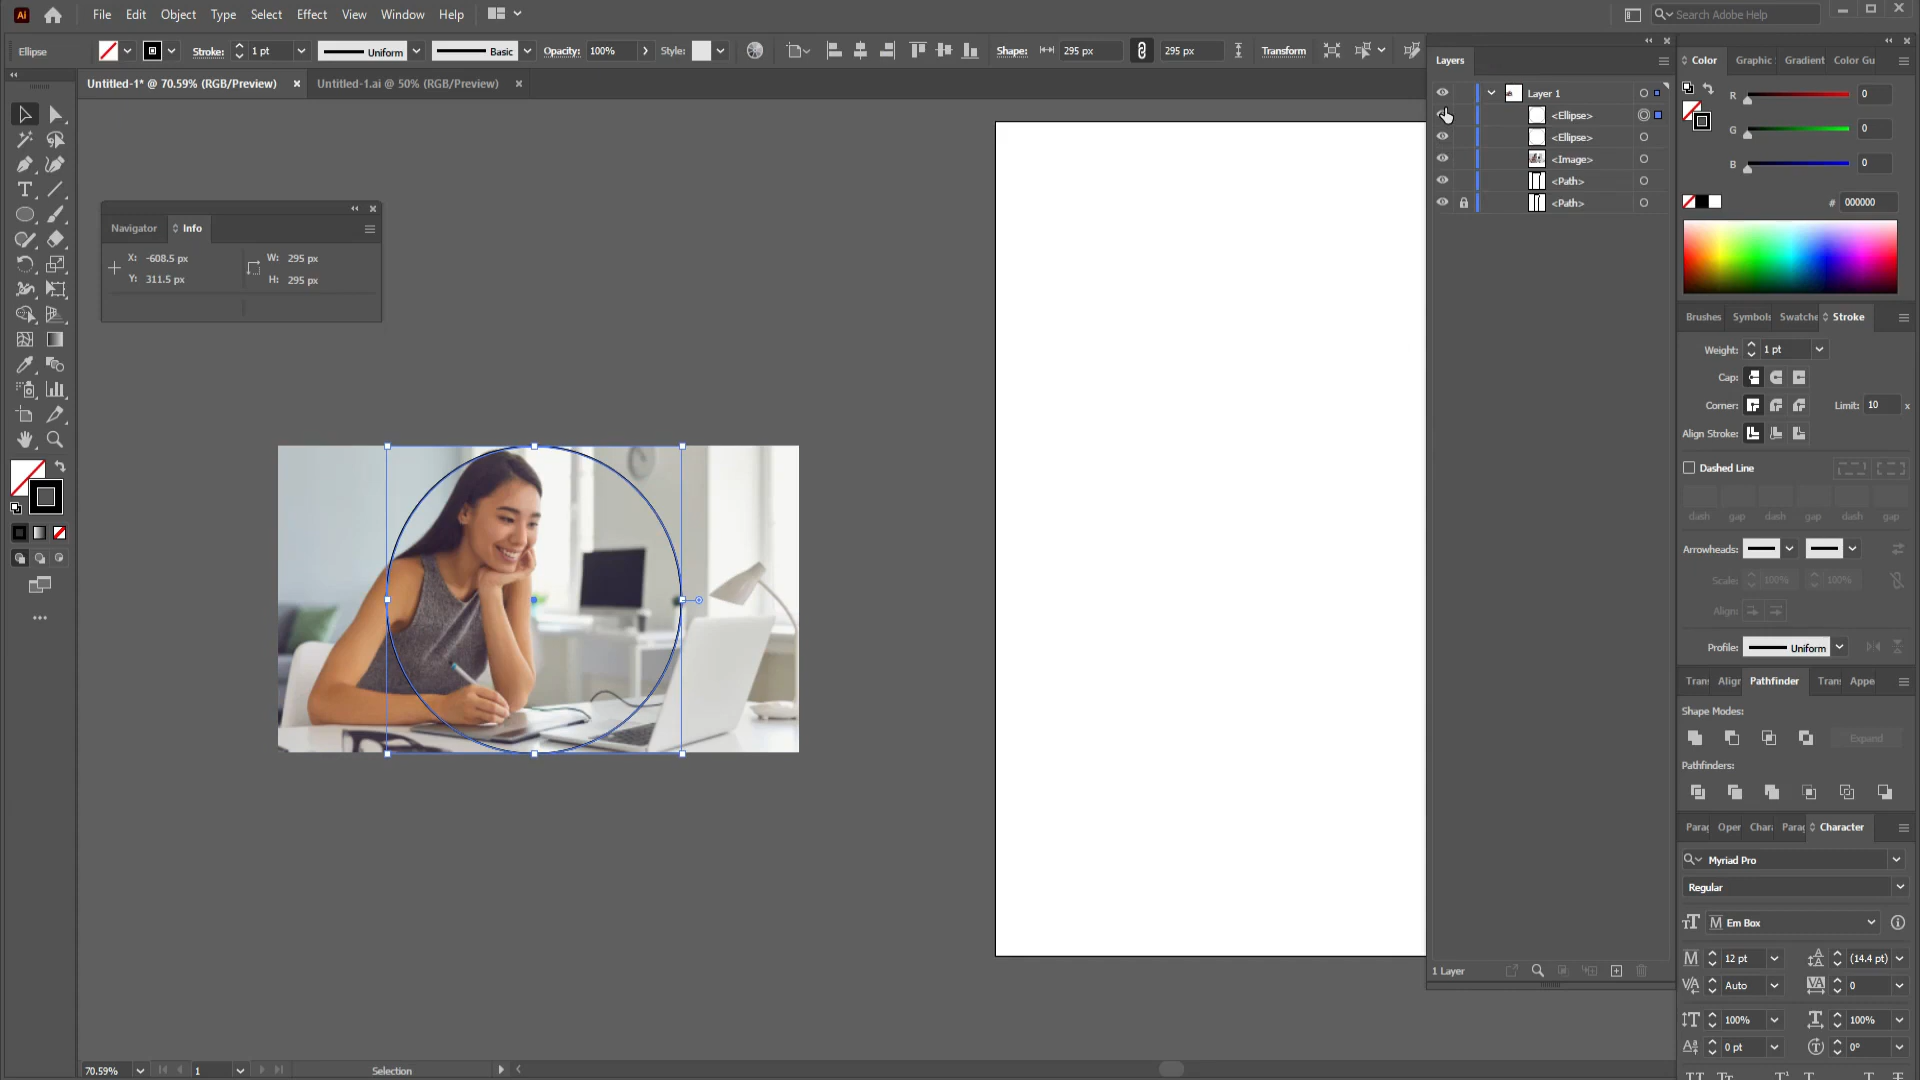 Ai File Edit Object Type Select Effect View Window Help Search Adobe Help
Ellipse Stroke: 1 pt Uniform Basic Opacity: 100% Style: Shape: 295 px 295 px Transform
Untitled-1* @ 70.59% (RGB/Preview) × Untitled-1.ai @ 50% (RGB/Preview) ×
Navigator Info
X: -608.5 px W: 295 px
Y: 311.5 px H: 295 px
Layers
Layer 1
<Ellipse>
<Ellipse>
<Image>
<Path>
<Path>
1 Layer
Color Graphic Gradient Color Gu
R 0
G 0
B 0
# 000000
Brushes Symbols Swatche Stroke
Weight: 1 pt
Cap:
Corner: Limit: 10 x
Align Stroke:
Dashed Line
dash gap dash gap dash gap
Arrowheads:
Scale: 100% 100%
Align:
Profile: Uniform
Tran Align Pathfinder Tran Appe
Shape Modes:
Expand
Pathfinders:
Para Oper Char Para Character
Myriad Pro
Regular
Em Box
12 pt (14.4 pt)
Auto 0
100% 100%
0 pt 0°
70.59% 1 Selection